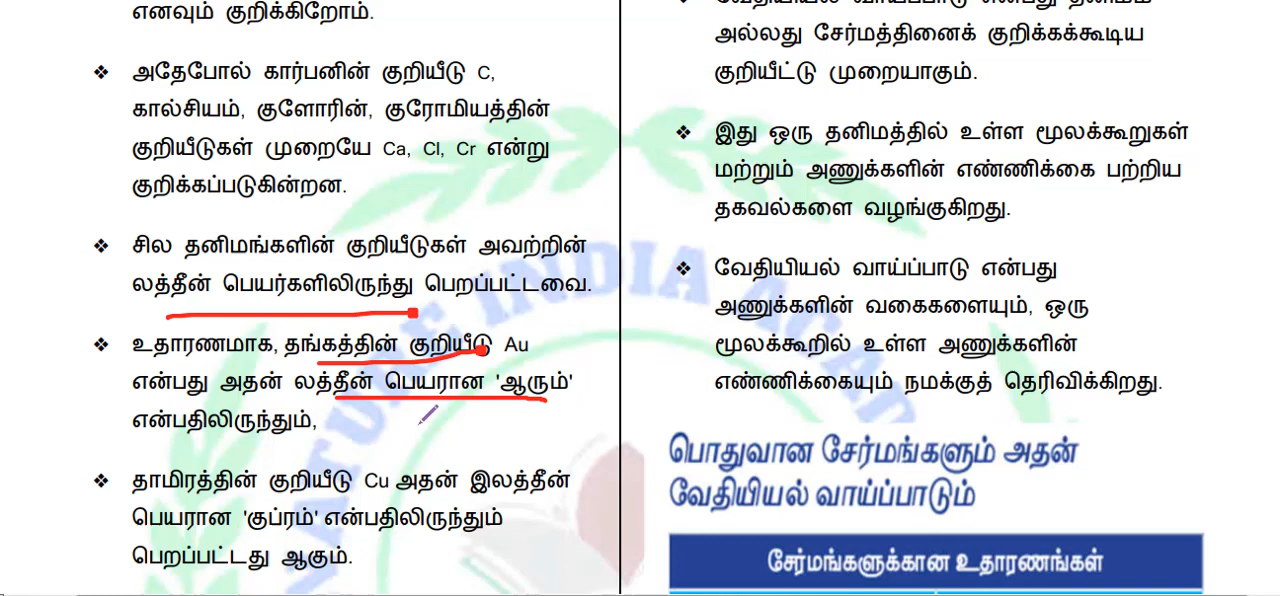 எனவும் குறிக்கிறோம்.
❖ அதேபோல் கார்பனின் குறியீடு C,
கால்சியம், குளோரின், குரோமியத்தின்
குறியீடுகள் முறையே Ca, Cl, Cr என்று
குறிக்கப்படுகின்றன.
❖ சில தனிமங்களின் குறியீடுகள் அவற்றின்
லத்தீன் பெயர்களிலிருந்து பெறப்பட்டவை.
❖ உதாரணமாக, தங்கத்தின் குறியீடு Au
என்பது அதன் லத்தீன் பெயரான 'ஆரும்'
என்பதிலிருந்தும்,
❖ தாமிரத்தின் குறியீடு Cu அதன் இலத்தீன்
பெயரான 'குப்ரம்' என்பதிலிருந்தும்
பெறப்பட்டது ஆகும்.
அல்லது சேர்மத்தினைக் குறிக்கக்கூடிய
குறியீட்டு முறையாகும்.
❖ இது ஒரு தனிமத்தில் உள்ள மூலக்கூறுகள்
மற்றும் அணுக்களின் எண்ணிக்கை பற்றிய
தகவல்களை வழங்குகிறது.
❖ வேதியியல் வாய்ப்பாடு என்பது
அணுக்களின் வகைகளையும், ஒரு
மூலக்கூறில் உள்ள அணுக்களின்
எண்ணிக்கையும் நமக்குத் தெரிவிக்கிறது.
பொதுவான சேர்மங்களும் அதன்
வேதியியல் வாய்ப்பாடும்
சேர்மங்களுக்கான உதாரணங்கள்
NATURE INDIA ACAD